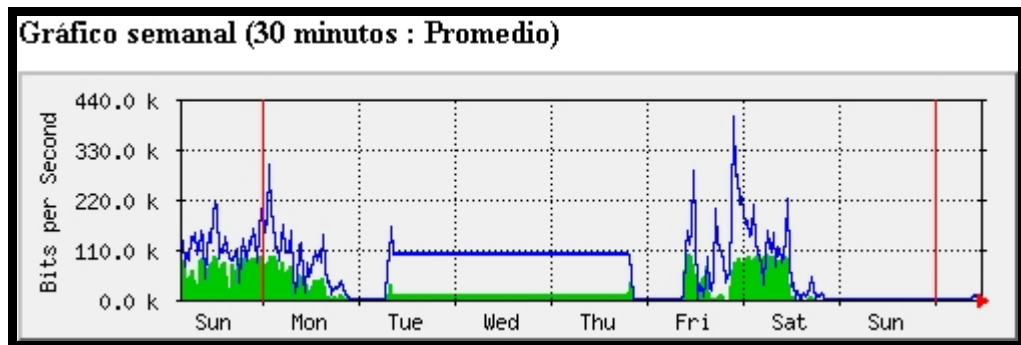 Gráfico semanal (30 minutos : Promedio)
Bits per Second
440.0 k
330.0 k
220.0 k
110.0 k
0.0 k
Sun Mon Tue Wed Thu Fri Sat Sun